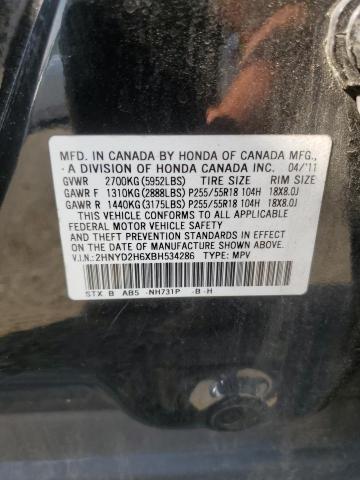 MFD. IN CANADA BY HONDA OF CANADA MFG.,
- A DIVISION OF HONDA CANADA INC. 04/'11
GVWR 2700KG(5952LBS) TIRE SIZE RIM SIZE
GAWR F 1310KG(2888LBS) P255/55R18 104H 18X8.0J
GAWR R 1440KG(3175LBS) P255/55R18 104H 18X8.0J
THIS VEHICLE CONFORMS TO ALL APPLICABLE
FEDERAL MOTOR VEHICLE SAFETY
AND THEFT PREVENTION STANDARDS IN EFFECT
ON THE DATE OF MANUFACTURE SHOWN ABOVE.
V.I.N.:2HNYD2H6XBH534286 TYPE: MPV
STX B AB5 -NH731P -B-H